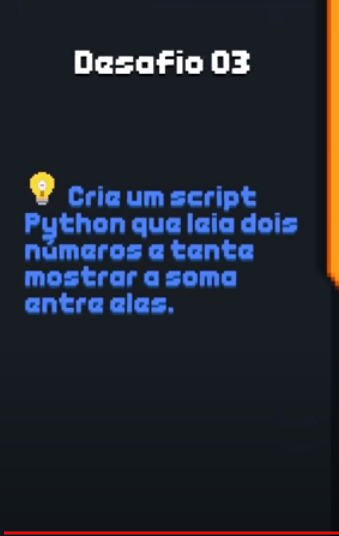 Desafio 03
Crie um script
Python que leia dois
números e tente
mostrar a soma
entre eles.